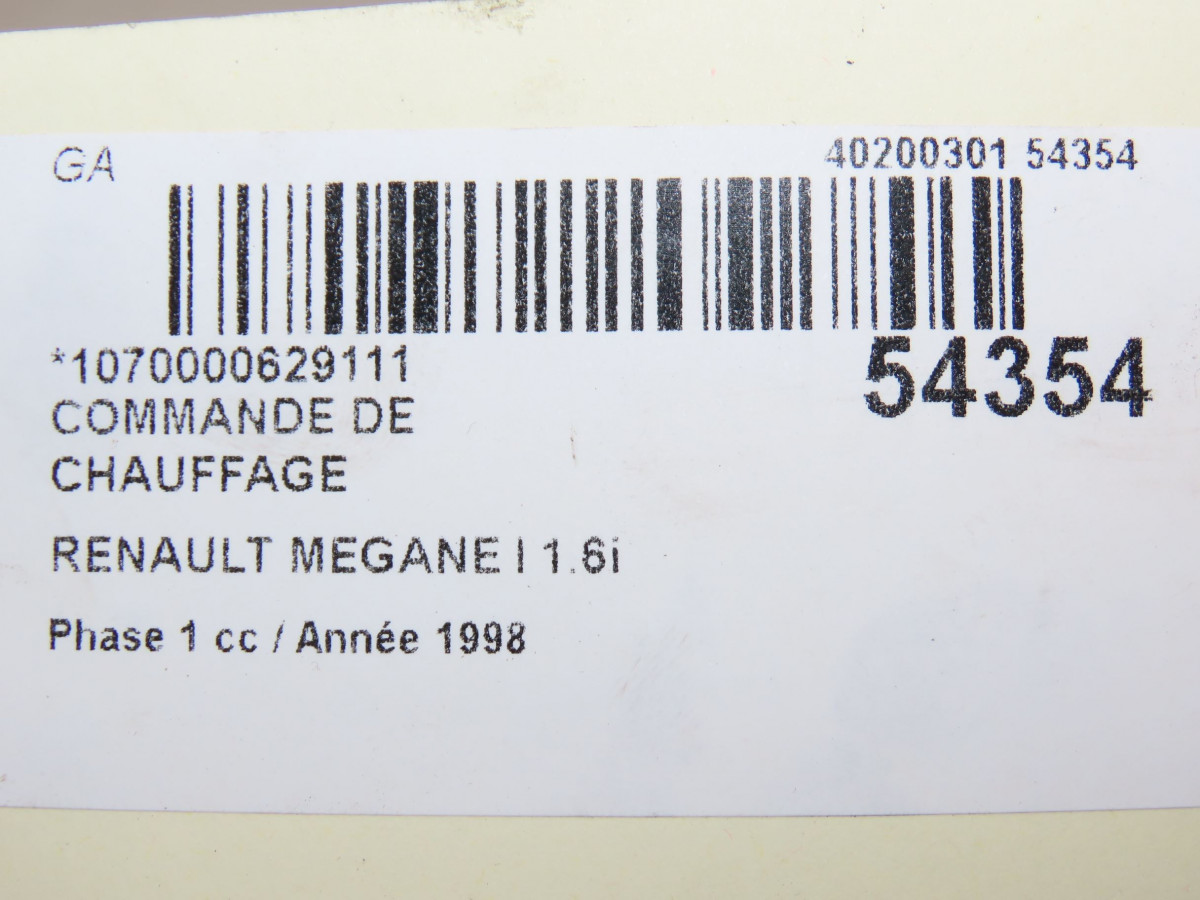 GA
40200301 54354
*1070000629111
54354
COMMANDE DE
CHAUFFAGE
RENAULT MEGANE I 1.6i
Phase 1 cc / Année 1998